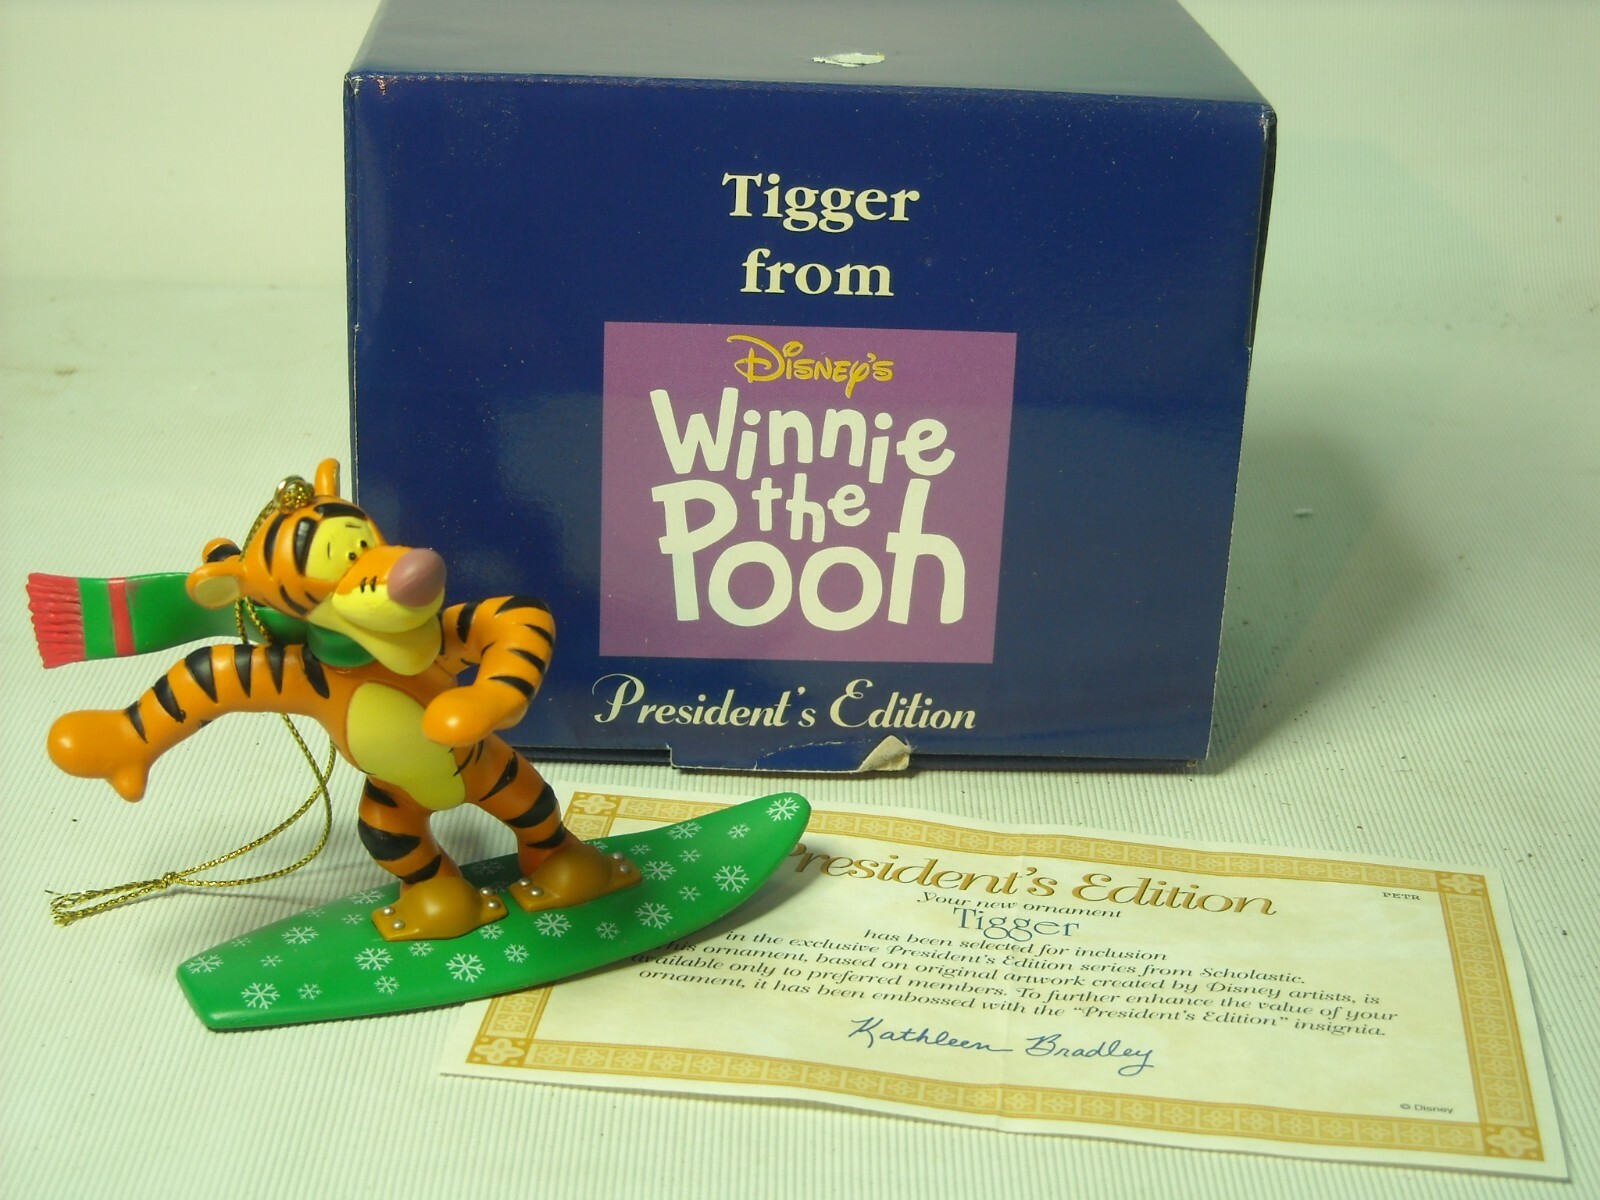 Tigger
from
Disney's
Winnie
the
Pooh
President's Edition
President's Edition
PETR
Your new ornament
Tigger
has been selected for inclusion
in the exclusive President's Edition series from Scholastic.
This ornament, based on original artwork created by Disney artists, is
available only to preferred members. To further enhance the value of your
ornament, it has been embossed with the "President's Edition" insignia.
Kathleen Bradley
© Disney